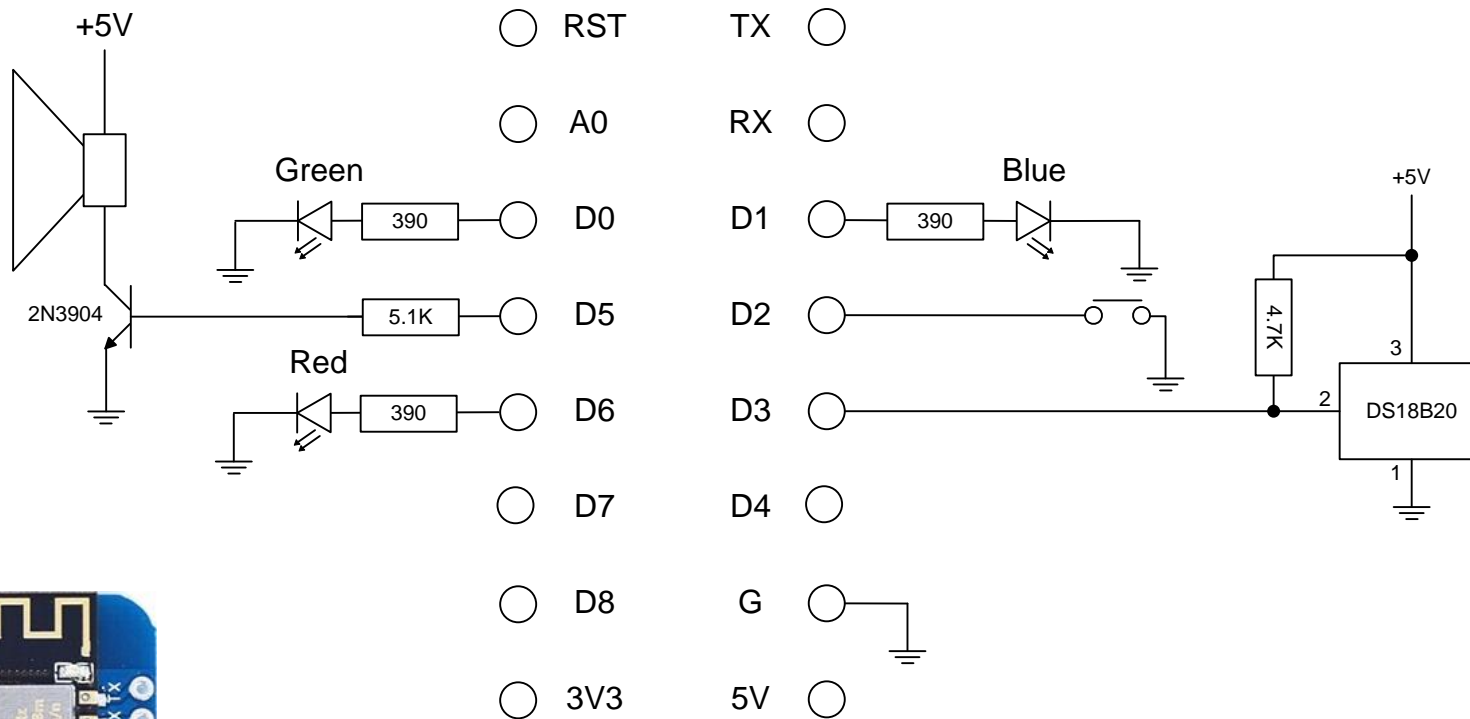 +5V
RST
TX
A0
RX
Green
Blue
+5V
390
D0
D1
390
2N3904
5.1K
D5
D2
4.7K
3
Red
390
D6
D3
2
DS18B20
1
D7
D4
D8
G
TX
3V3
5V